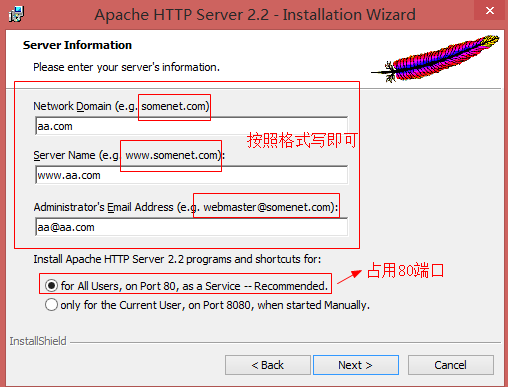 Apache HTTP Server 2.2 - Installation Wizard
Server Information
Please enter your server's information.
Network Domain (e.g. somenet.com)
aa.com
按照格式写即可
Server Name (e.g. www.somenet.com):
www.aa.com
Administrator's Email Address (e.g. webmaster@somenet.com):
aa@aa.com
Install Apache HTTP Server 2.2 programs and shortcuts for:
占用80端口
for All Users, on Port 80, as a Service -- Recommended.
only for the Current User, on Port 8080, when started Manually.
InstallShield
< Back
Next >
Cancel